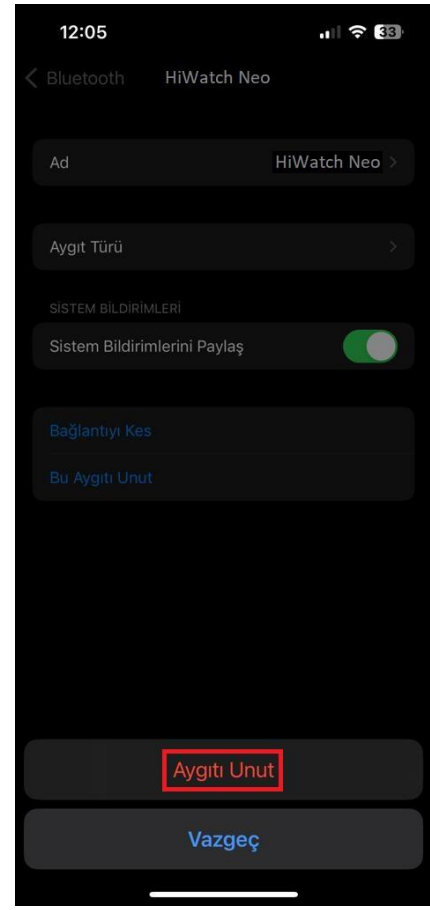 12:05
33
Bluetooth HiWatch Neo
Ad HiWatch Neo
Aygıt Türü
SİSTEM BİLDİRİMLERİ
Sistem Bildirimlerini Paylaş
Bağlantıyı Kes
Bu Aygıtı Unut
Aygıtı Unut
Vazgeç